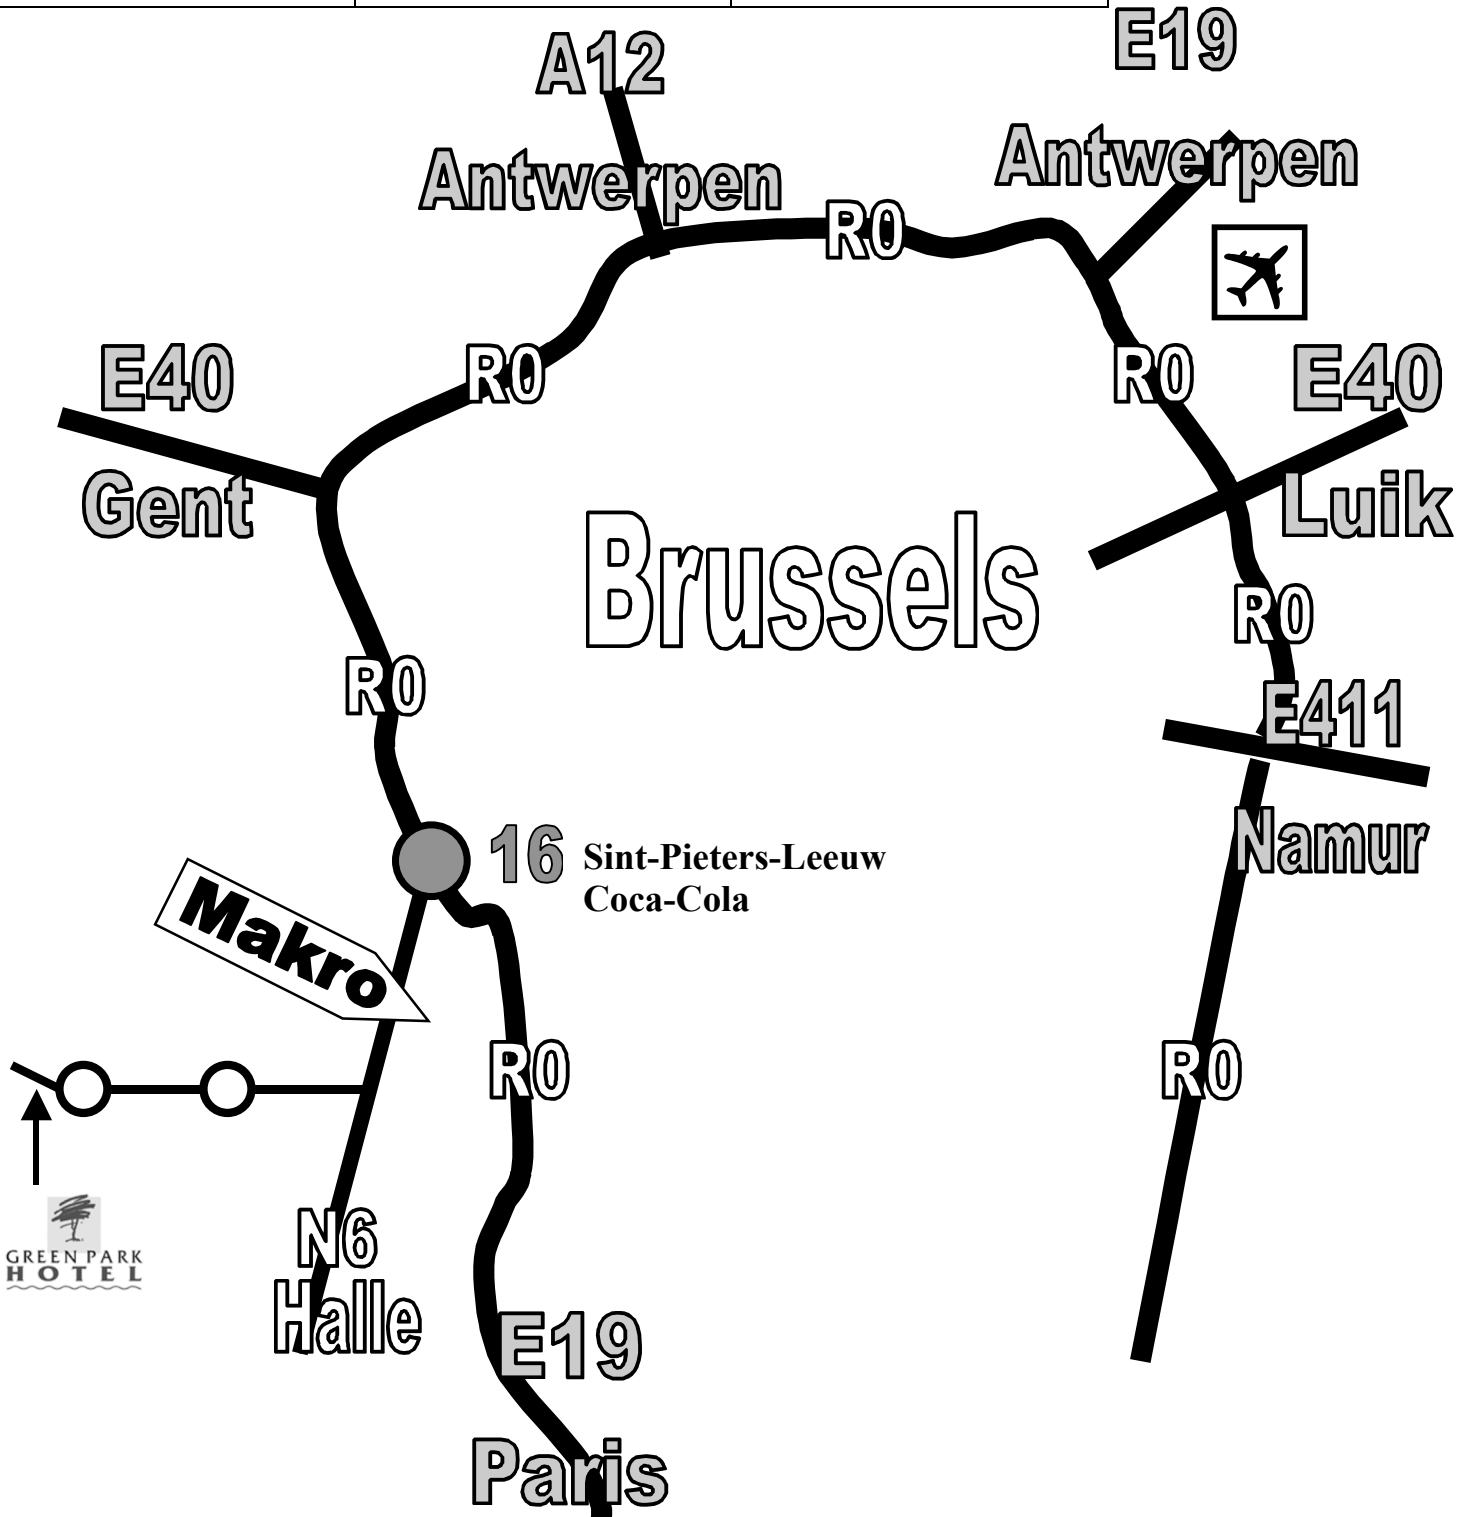 E19
A12
Antwerpen
Antwerpen
R0
E40
R0
R0
E40
Gent
Luik
Brussels
R0
R0
E411
16
Sint-Pieters-Leeuw
Coca-Cola
Namur
Makro
R0
R0
N6
Halle
GREEN PARK
HOTEL
E19
Paris